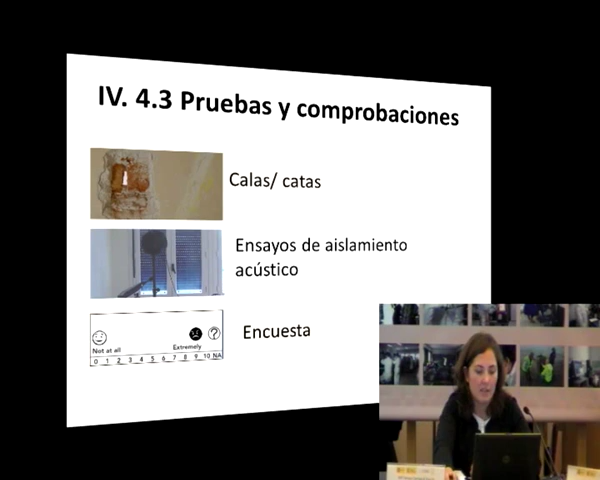 IV. 4.3 Pruebas y comprobaciones
Calas/ catas
Ensayos de aislamiento
acústico
Encuesta
Not at all
Extremely
0 1 2 3 4 5 6 7 8 9 10 NA